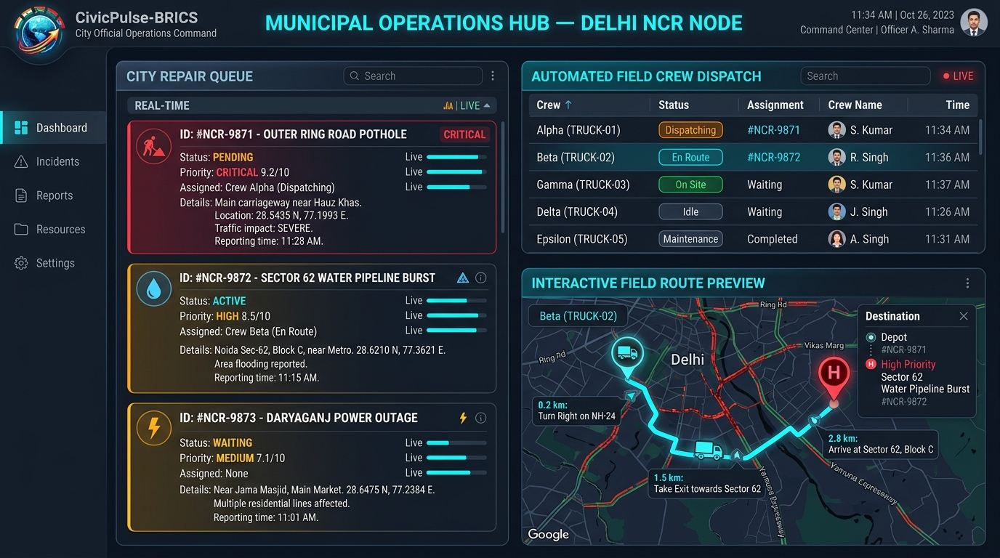 CivicPulse-BRICS
City Official Operations Command
MUNICIPAL OPERATIONS HUB — DELHI NCR NODE
11:34 AM | Oct 26, 2023
Command Center | Officer A. Sharma
Dashboard
Incidents
Reports
Resources
Settings
CITY REPAIR QUEUE
Search
REAL-TIME
| LIVE
ID: #NCR-9871 - OUTER RING ROAD POTHOLE
CRITICAL
Status: PENDING
Live
Priority: CRITICAL 9.2/10
Live
Assigned: Crew Alpha (Dispatching)
Live
Details: Main carriageway near Hauz Khas.
Location: 28.5435 N, 77.1993 E.
Traffic impact: SEVERE.
Reporting time: 11:28 AM.
ID: #NCR-9872 - SECTOR 62 WATER PIPELINE BURST
Status: ACTIVE
Live
Priority: HIGH 8.5/10
Live
Assigned: Crew Beta (En Route)
Live
Details: Noida Sec-62, Block C, near Metro. 28.6210 N, 77.3621 E.
Area flooding reported.
Reporting time: 11:15 AM.
ID: #NCR-9873 - DARYAGANJ POWER OUTAGE
Status: WAITING
Live
Priority: MEDIUM 7.1/10
Live
Assigned: None
Live
Details: Near Jama Masjid, Main Market. 28.6475 N, 77.2384 E.
Multiple residential lines affected.
Reporting time: 11:01 AM.
AUTOMATED FIELD CREW DISPATCH
Search
LIVE
Crew ↑ Status Assignment Crew Name Time
Alpha (TRUCK-01) Dispatching #NCR-9871 S. Kumar 11:34 AM
Beta (TRUCK-02) En Route #NCR-9872 R. Singh 11:36 AM
Gamma (TRUCK-03) On Site Waiting S. Kumar 11:37 AM
Delta (TRUCK-04) Idle Waiting J. Singh 11:26 AM
Epsilon (TRUCK-05) Maintenance Completed A. Singh 11:31 AM
INTERACTIVE FIELD ROUTE PREVIEW
Beta (TRUCK-02)
Ring Rd
Ring Rd
Delhi
Vikas Marg
H
0.2 km:
Turn Right on NH-24
1.5 km:
Take Exit towards Sector 62
2.8 km:
Arrive at Sector 62, Block C
Destination
Depot
#NCR-9871
H High Priority
Sector 62
Water Pipeline Burst
#NCR-9872
Yamuna
Yamuna
Google